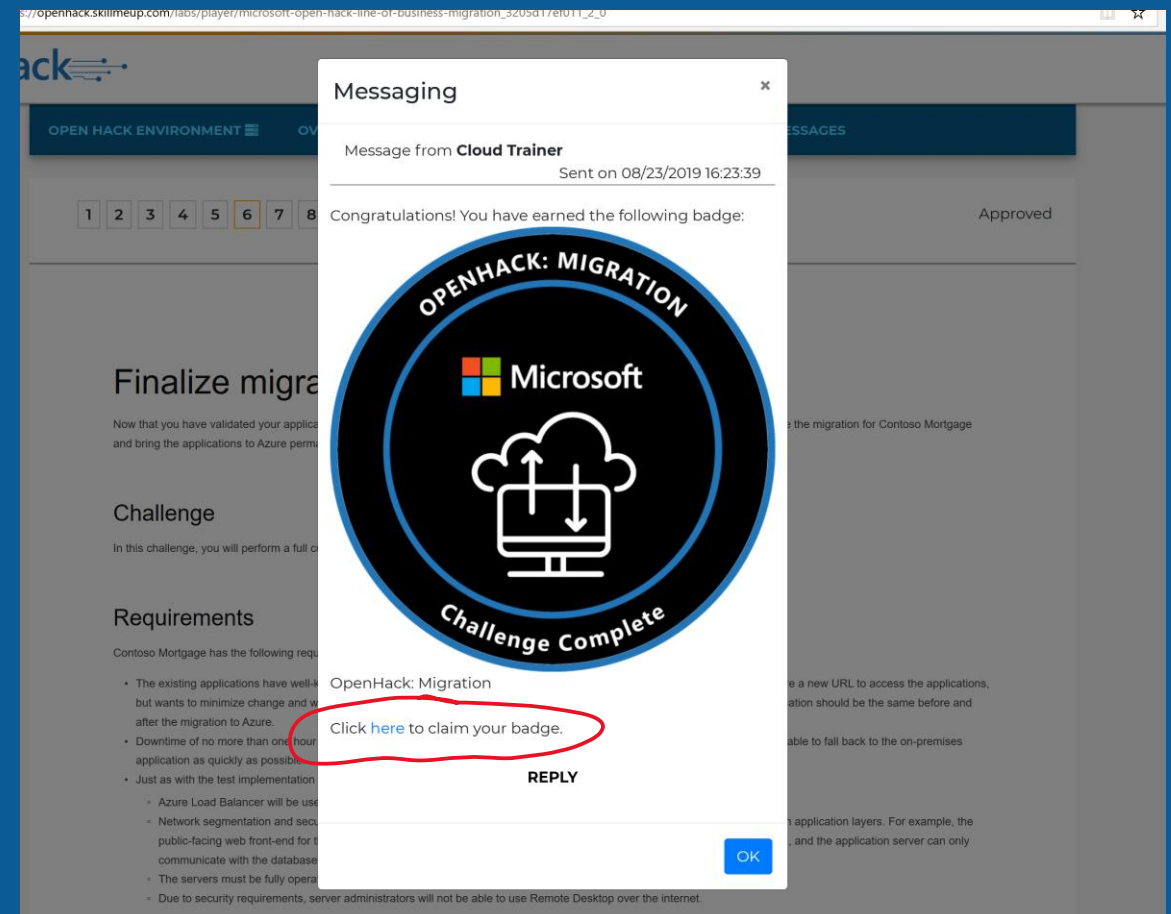 s://openhack.skillmeup.com/labs/player/microsoft-open-hack-line-of-business-migration_3205d17ef011_2_0
ack
OPEN HACK ENVIRONMENT OV
ESSAGES
1 2 3 4 5 6 7 8
Approved
Messaging ×
Message from Cloud Trainer
Sent on 08/23/2019 16:23:39
Congratulations! You have earned the following badge:
OPENHACK: MIGRATION
Microsoft
Challenge Complete
OpenHack: Migration
Click here to claim your badge.
REPLY
OK
Finalize migra
Now that you have validated your applica e the migration for Contoso Mortgage
and bring the applications to Azure perma
Challenge
In this challenge, you will perform a full c
Requirements
Contoso Mortgage has the following requ
• The existing applications have well-k e a new URL to access the applications,
but wants to minimize change and w ation should be the same before and
after the migration to Azure.
• Downtime of no more than one hour able to fall back to the on-premises
application as quickly as possible
• Just as with the test implementation
◦ Azure Load Balancer will be use
◦ Network segmentation and secu n application layers. For example, the
public-facing web front-end for t , and the application server can only
communicate with the database
◦ The servers must be fully opera
◦ Due to security requirements, server administrators will not be able to use Remote Desktop over the internet.